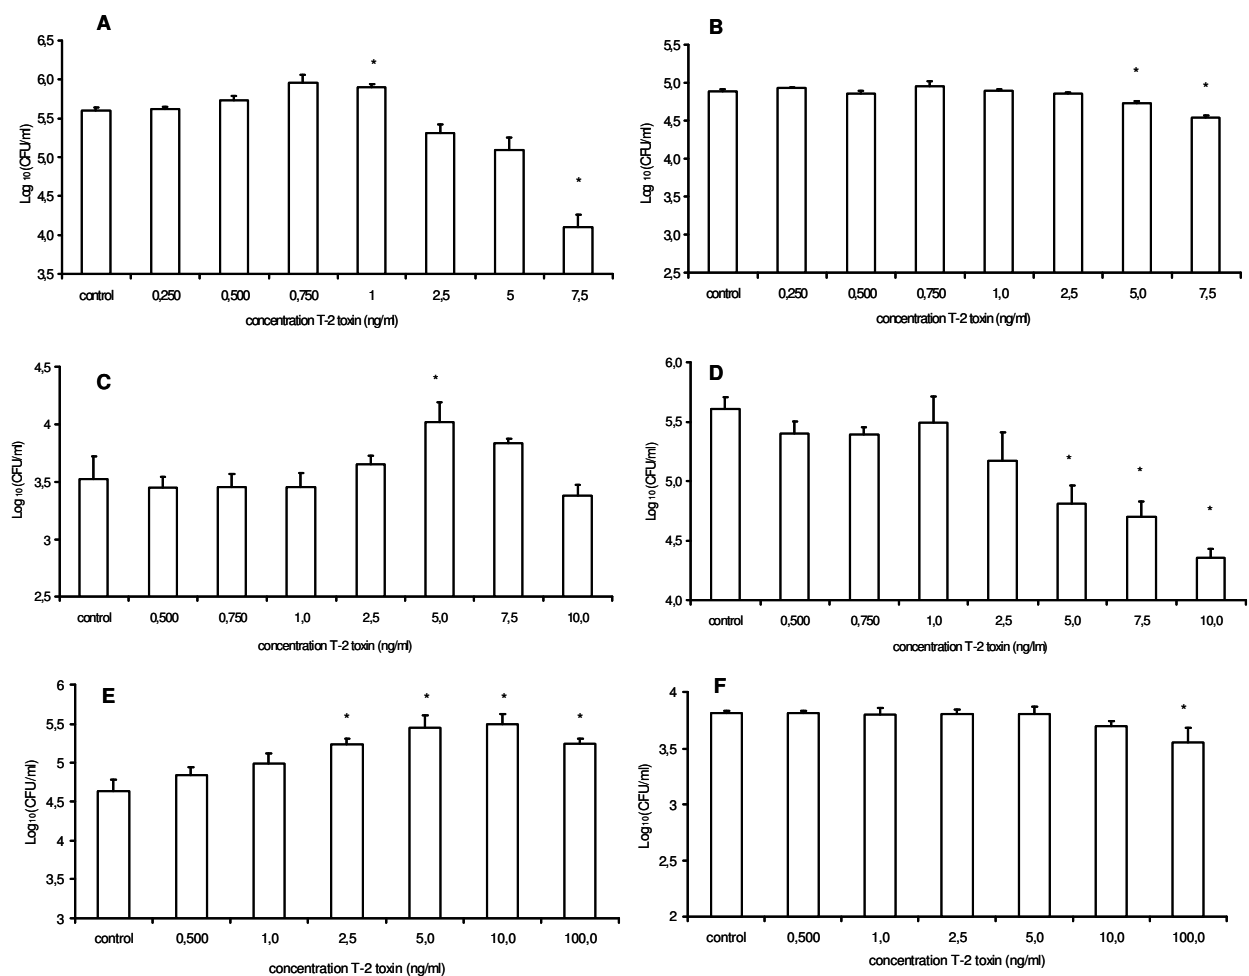 A
6,5
6,0
5,5
5,0
4,5
4,0
3,5
Log 10 (CFU/ml)
*
*
control 0,250 0,500 0,750 1 2,5 5 7,5
concentration T-2 toxin (ng/ml)
B
5,5
5,0
4,5
4,0
3,5
3,0
2,5
Log 10 (CFU/ml)
*
*
control 0,250 0,500 0,750 1,0 2,5 5,0 7,5
concentration T-2 toxin (ng/ml)
C
4,5
4
3,5
3
2,5
Log 10 (CFU/ml)
*
control 0,500 0,750 1,0 2,5 5,0 7,5 10,0
concentration T-2 toxin (ng/ml)
D
6,0
5,5
5,0
4,5
4,0
Log 10 (CFU/ml)
*
*
*
control 0,500 0,750 1,0 2,5 5,0 7,5 10,0
concentration T-2 toxin (ng/lm)
E
6
5,5
5
4,5
4
3,5
3
Log10(CFU/ml)
* * * *
control 0,500 1,0 2,5 5,0 10,0 100,0
concentration T-2 toxin (ng/ml)
F
4
3,5
3
2,5
2
Log10(CFU/ml)
*
control 0,500 1,0 2,5 5,0 10,0 100,0
concentration T-2 toxin (ng/ml)